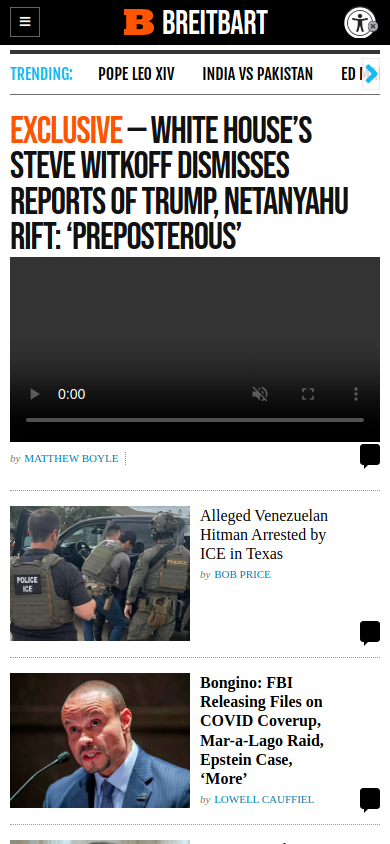 BREITBART
TRENDING: POPE LEO XIV INDIA VS PAKISTAN ED
EXCLUSIVE — WHITE HOUSE’S
STEVE WITKOFF DISMISSES
REPORTS OF TRUMP, NETANYAHU
RIFT: ‘PREPOSTEROUS’
0:00
by MATTHEW BOYLE
Alleged Venezuelan
Hitman Arrested by
ICE in Texas
by BOB PRICE
POLICE
ICE
Bongino: FBI
Releasing Files on
COVID Coverup,
Mar-a-Lago Raid,
Epstein Case,
‘More’
by LOWELL CAUFFIEL